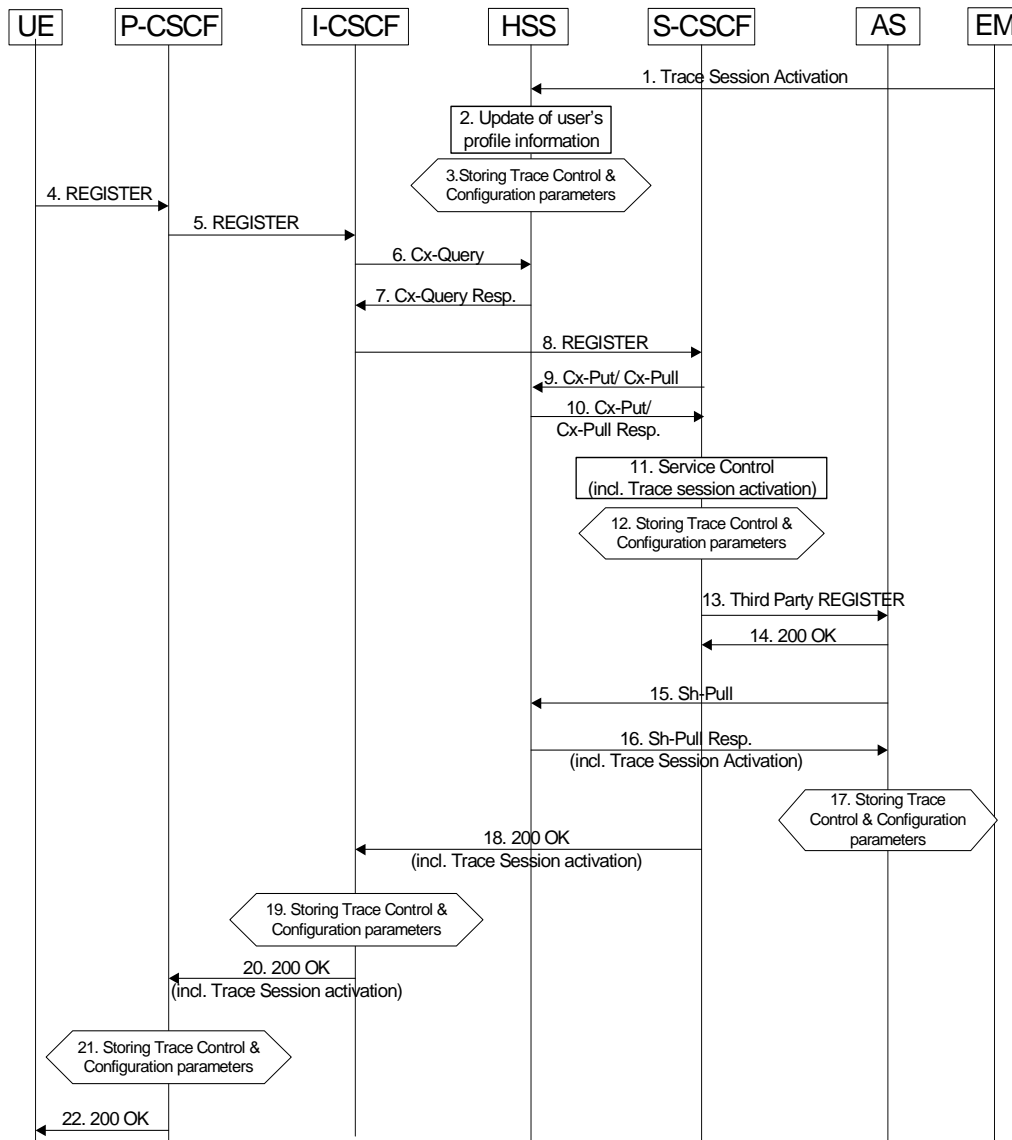 UE
P-CSCF
I-CSCF
HSS
S-CSCF
AS
EM
1. Trace Session Activation
2. Update of user's
profile information
3.Storing Trace Control &
Configuration parameters
4. REGISTER
5. REGISTER
6. Cx-Query
7. Cx-Query Resp.
8. REGISTER
9. Cx-Put/ Cx-Pull
10. Cx-Put/
Cx-Pull Resp.
11. Service Control
(incl. Trace session activation)
12. Storing Trace Control &
Configuration parameters
13. Third Party REGISTER
14. 200 OK
15. Sh-Pull
16. Sh-Pull Resp.
(incl. Trace Session Activation)
17. Storing Trace
Control & Configuration
parameters
18. 200 OK
(incl. Trace Session activation)
19. Storing Trace Control &
Configuration parameters
20. 200 OK
(incl. Trace Session activation)
21. Storing Trace Control &
Configuration parameters
22. 200 OK